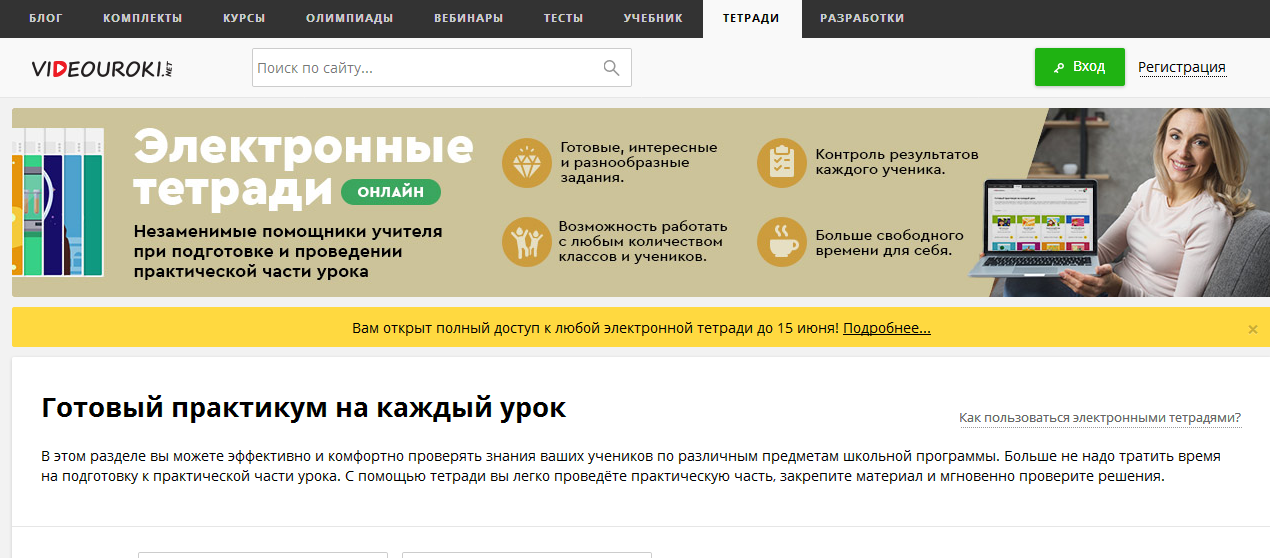 БЛОГ КОМПЛЕКТЫ КУРСЫ ОЛИМПИАДЫ ВЕБИНАРЫ ТЕСТЫ УЧЕБНИК ТЕТРАДИ РАЗРАБОТКИ
VIDEOUROKI.NET
Поиск по сайту...
Вход
Регистрация
Электронные
тетради ОНЛАЙН
Незаменимые помощники учителя
при подготовке и проведении
практической части урока
Готовые, интересные
и разнообразные
задания.
Возможность работать
с любым количеством
классов и учеников.
Контроль результатов
каждого ученика.
Больше свободного
времени для себя.
Вам открыт полный доступ к любой электронной тетради до 15 июня! Подробнее...
Готовый практикум на каждый урок
Как пользоваться электронными тетрадями?
В этом разделе вы можете эффективно и комфортно проверять знания ваших учеников по различным предметам школьной программы. Больше не надо тратить время
на подготовку к практической части урока. С помощью тетради вы легко проведёте практическую часть, закрепите материал и мгновенно проверите решения.